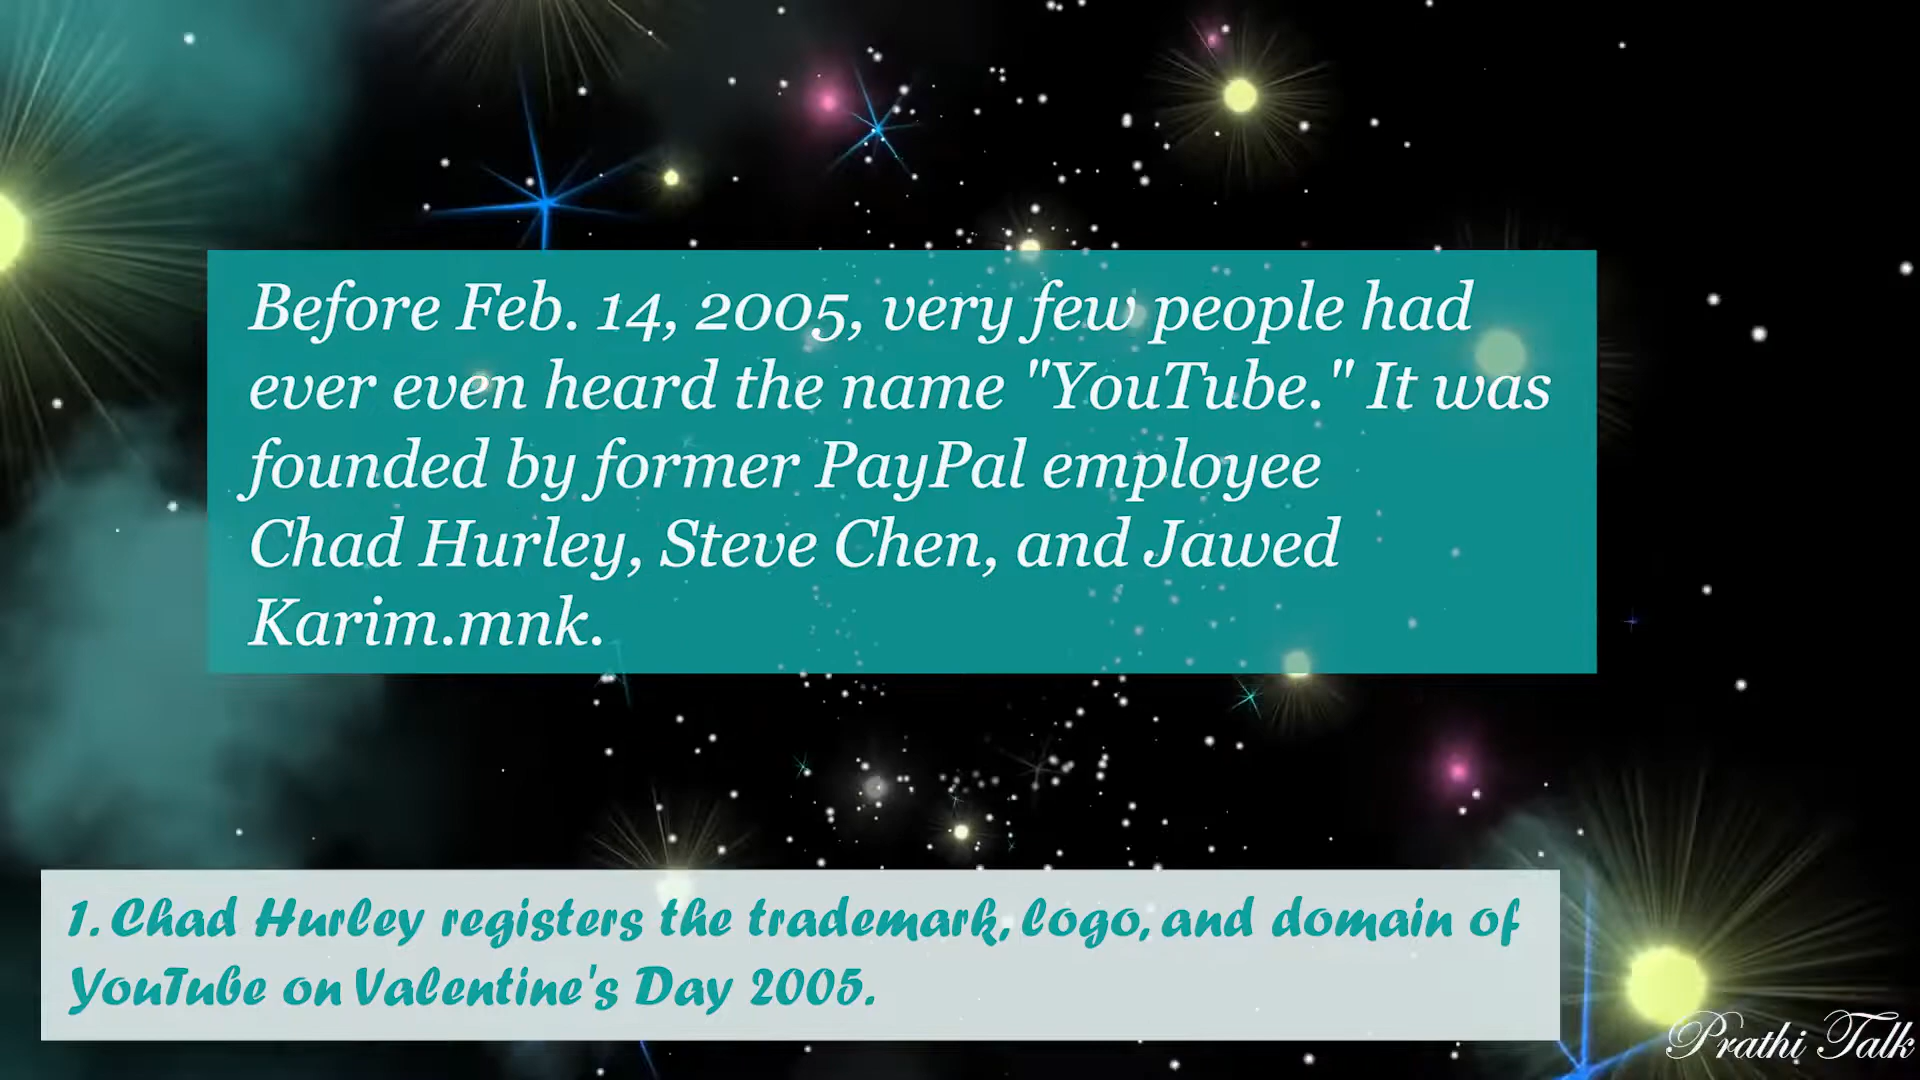 Before Feb. 14, 2005, very few people had
ever even heard the name "YouTube." It was
founded by former PayPal employee
Chad Hurley, Steve Chen, and Jawed
Karim.mnk.
1. Chad Hurley registers the trademark, logo, and domain of
YouTube on Valentine's Day 2005.
Prathi Talk